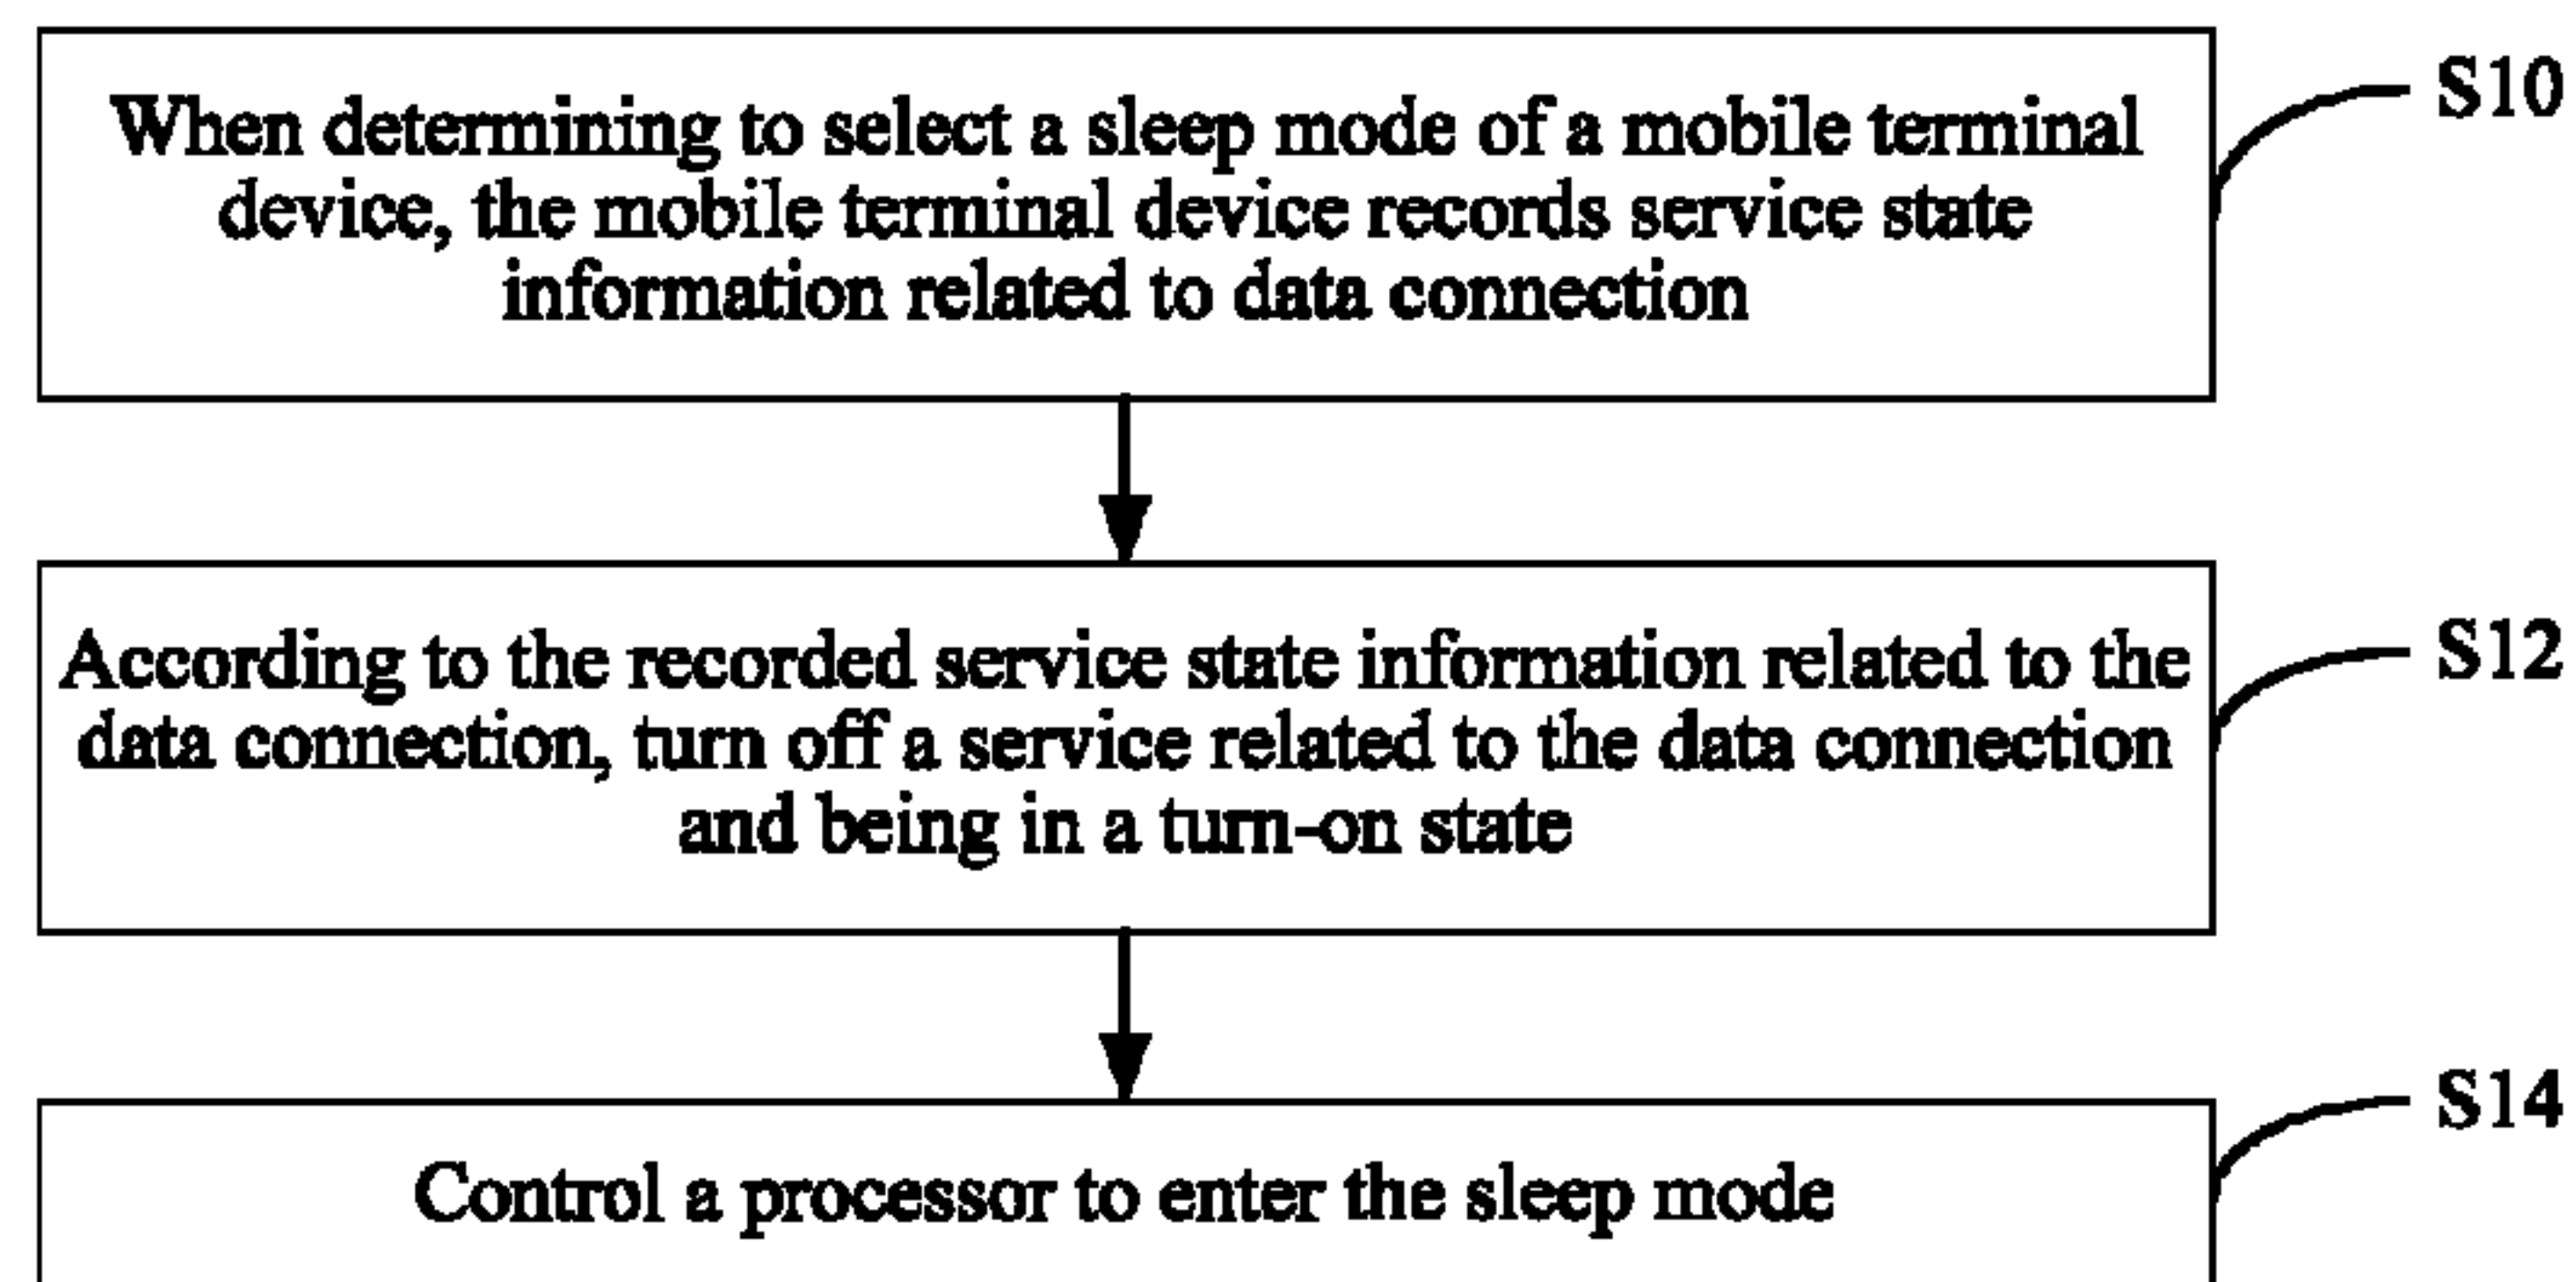 When determining to select a sleep mode of a mobile terminal
device, the mobile terminal device records service state
information related to data connection
S10
According to the recorded service state information related to the
data connection, turn off a service related to the data connection
and being in a turn-on state
S12
Control a processor to enter the sleep mode
S14